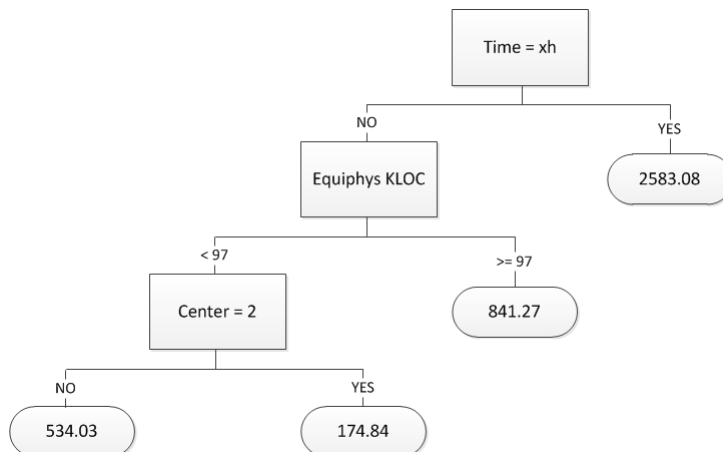 Time = xh
NO
YES
Equiphys KLOC
2583.08
< 97
>= 97
Center = 2
841.27
NO
YES
534.03
174.84